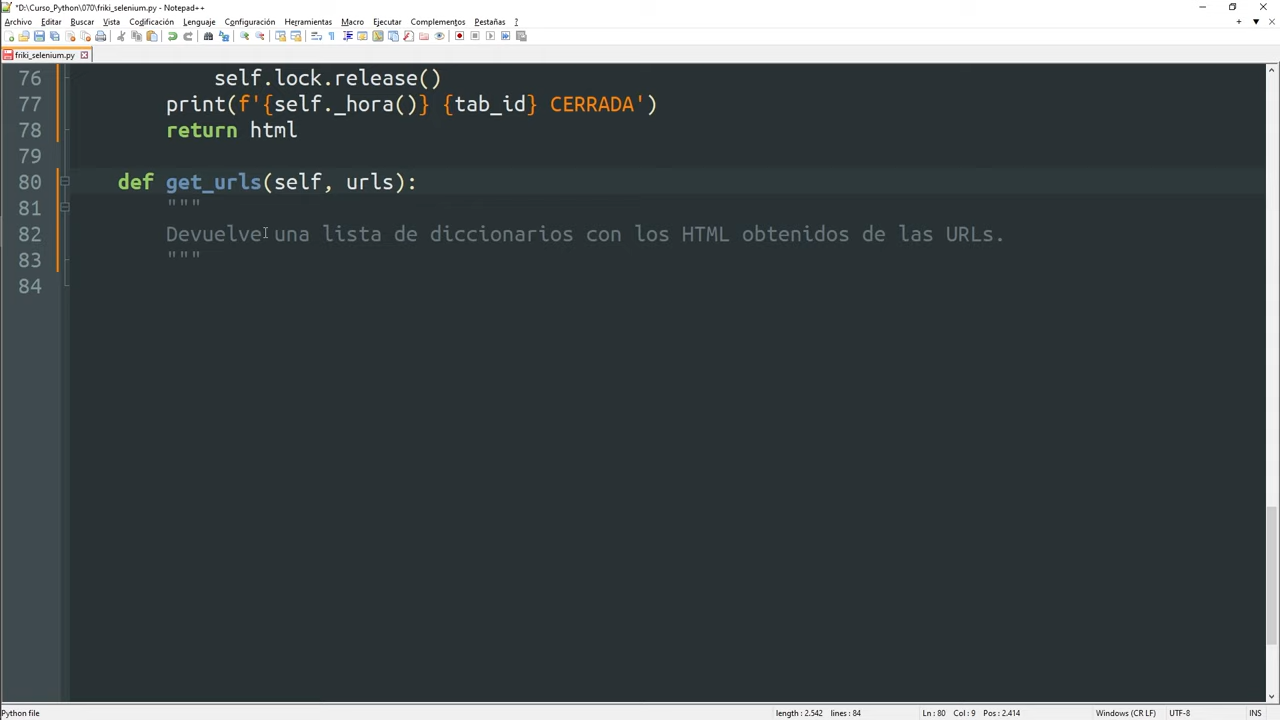 *D:\Curso_Python\070\friki_selenium.py - Notepad++
Archivo Editar Buscar Vista Codificación Lenguaje Configuración Herramientas Macro Ejecutar Complementos Pestañas ?
friki_selenium.py
76 self.lock.release()
77 print(f'{self._hora()} {tab_id} CERRADA')
78 return html
79
80 def get_urls(self, urls):
81 """
82 Devuelve una lista de diccionarios con los HTML obtenidos de las URLs.
83 """
84
Python file length : 2.542 lines : 84 Ln : 80 Col : 9 Pos : 2.414 Windows (CR LF) UTF-8 INS